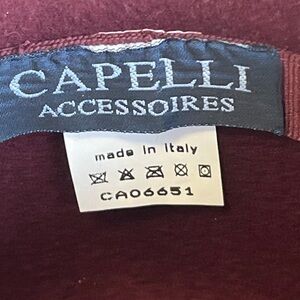 CAPELLI
ACCESSOIRES
made in italy
CA06651